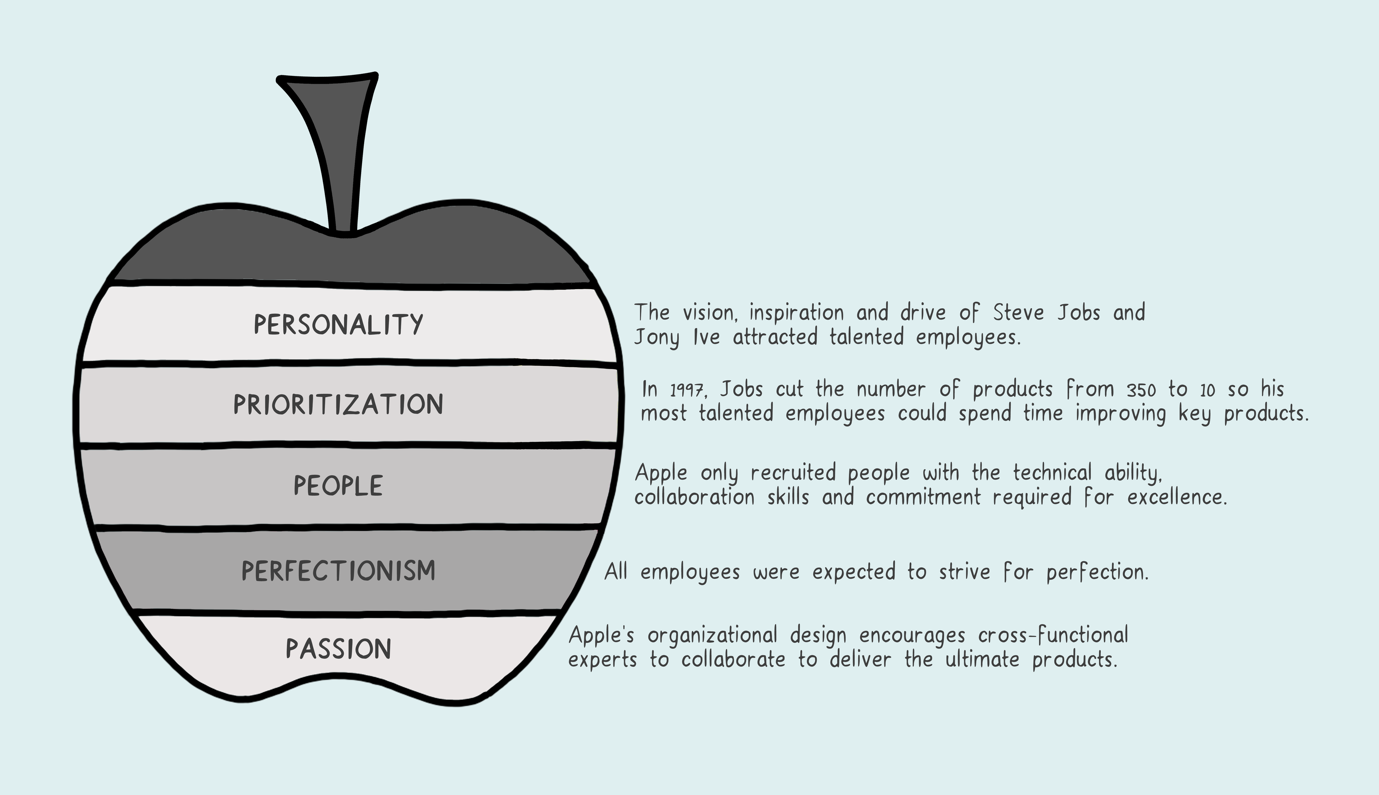 PERSONALITY
The vision, inspiration and drive of Steve Jobs and
Jony Ive attracted talented employees.
PRIORITIZATION
In 1997, Jobs cut the number of products from 350 to 10 so his
most talented employees could spend time improving key products.
PEOPLE
Apple only recruited people with the technical ability,
collaboration skills and commitment required for excellence.
PERFECTIONISM
All employees were expected to strive for perfection.
PASSION
Apple's organizational design encourages cross-functional
experts to collaborate to deliver the ultimate products.